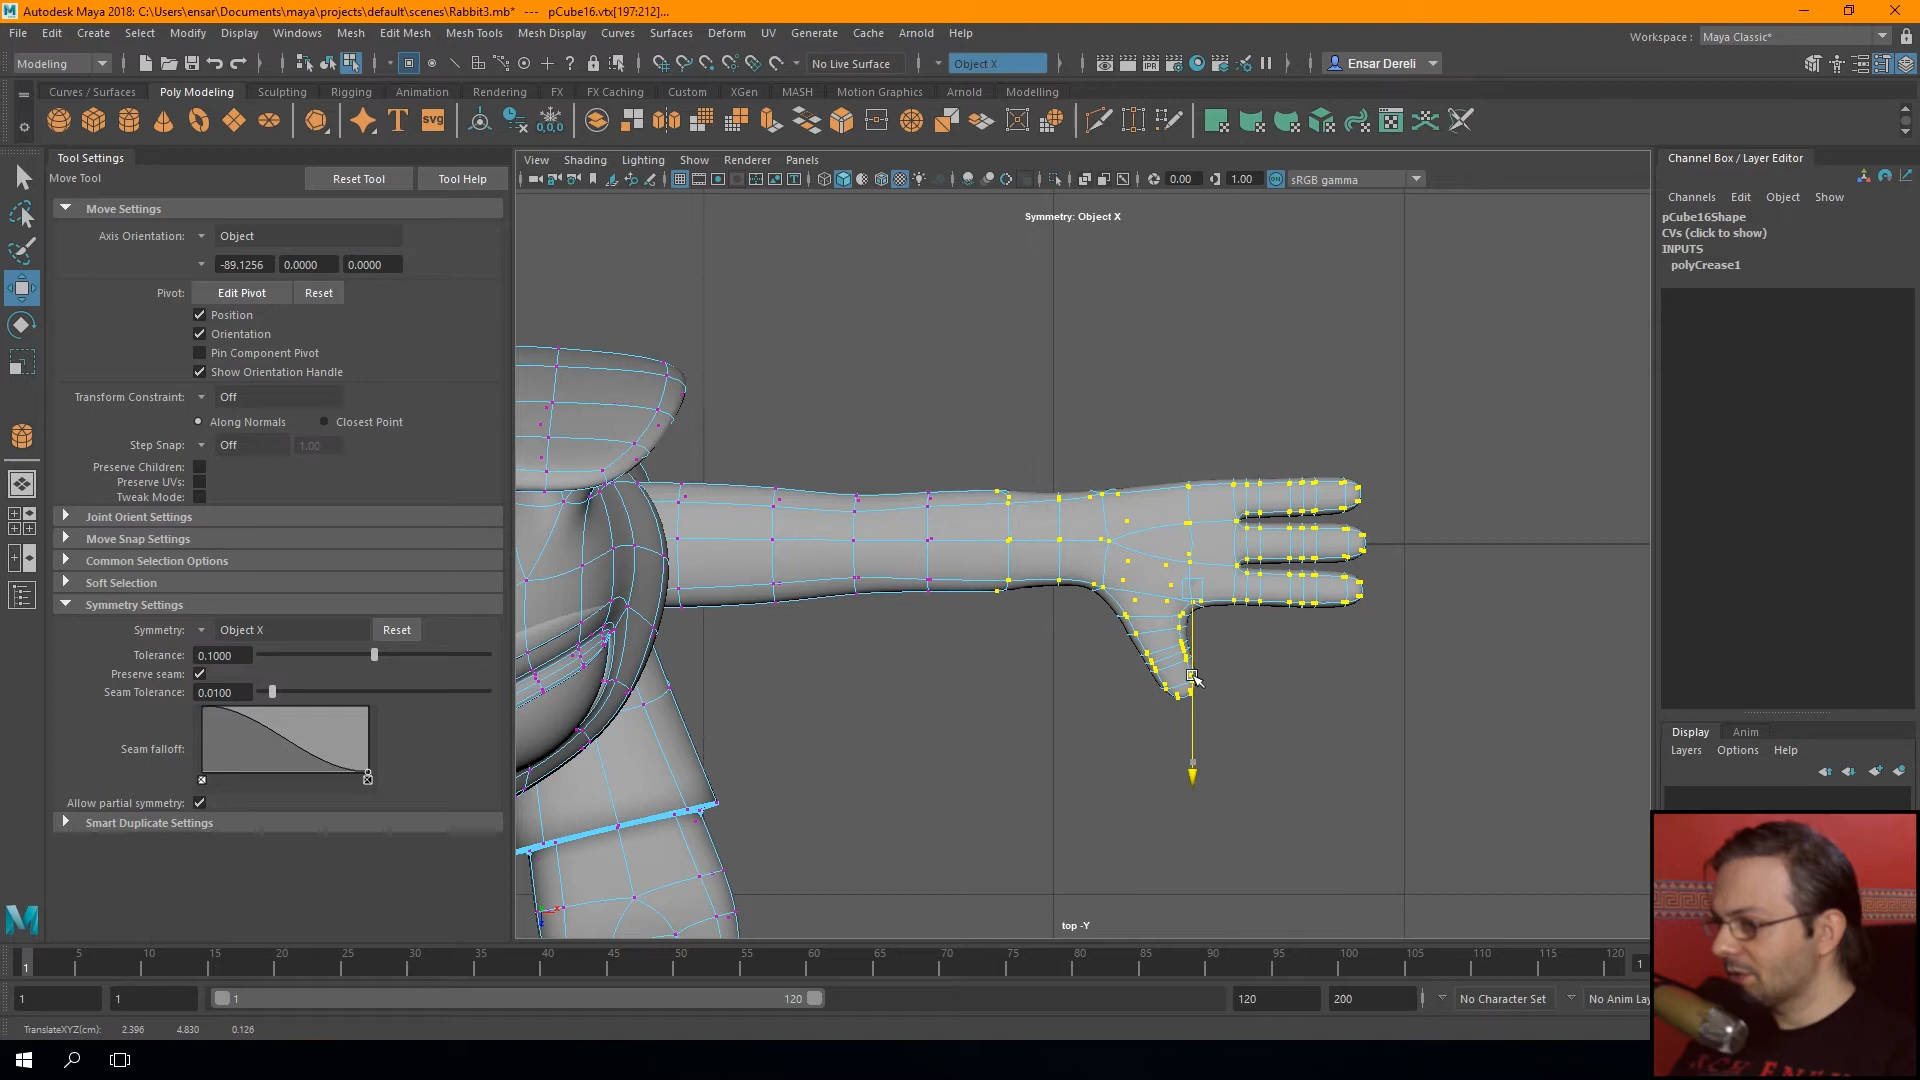 Autodesk Maya 2018: C:\Users\ensar\Documents\maya\projects\default\scenes\Rabbit3.mb* --- pCube16.vtx[197:212]...
File Edit Create Select Modify Display Windows Mesh Edit Mesh Mesh Tools Mesh Display Curves Surfaces Deform UV Generate Cache Arnold Help
Workspace : Maya Classic*
Modeling No Live Surface Object X Ensar Dereli
Curves / Surfaces Poly Modeling Sculpting Rigging Animation Rendering FX FX Caching Custom XGen MASH Motion Graphics Arnold Modelling
T SVG 0,0,0
Tool Settings
Move Tool Reset Tool Tool Help
Move Settings
Axis Orientation: Object
-89.1256 0.0000 0.0000
Pivot: Edit Pivot Reset
Position
Orientation
Pin Component Pivot
Show Orientation Handle
Transform Constraint: Off
Along Normals Closest Point
Step Snap: Off 1.00
Preserve Children:
Preserve UVs:
Tweak Mode:
Joint Orient Settings
Move Snap Settings
Common Selection Options
Soft Selection
Symmetry Settings
Symmetry: Object X Reset
Tolerance: 0.1000
Preserve seam:
Seam Tolerance: 0.0100
Seam falloff:
Allow partial symmetry:
Smart Duplicate Settings
View Shading Lighting Show Renderer Panels
0.00 1.00 ON sRGB gamma
Symmetry: Object X
top -Y
Channel Box / Layer Editor
Channels Edit Object Show
pCube16Shape
CVs (click to show)
INPUTS
polyCrease1
Display Anim
Layers Options Help
1 5 10 15 20 25 30 35 40 45 50 55 60 65 70 75 80 85 90 95 100 105 110 115 120 1
1 1 1 120 120 200 No Character Set No Anim Lay
TranslateXYZ(cm): 2.396 4.830 0.126